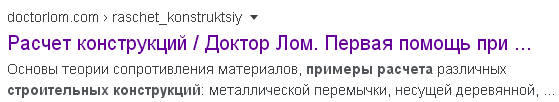 doctorlom.com › raschet_konstruktsiy
Расчет конструкций / Доктор Лом. Первая помощь при ...
Основы теории сопротивления материалов, примеры расчета различных
строительных конструкций: металлической перемычки, несущей деревянной, ...